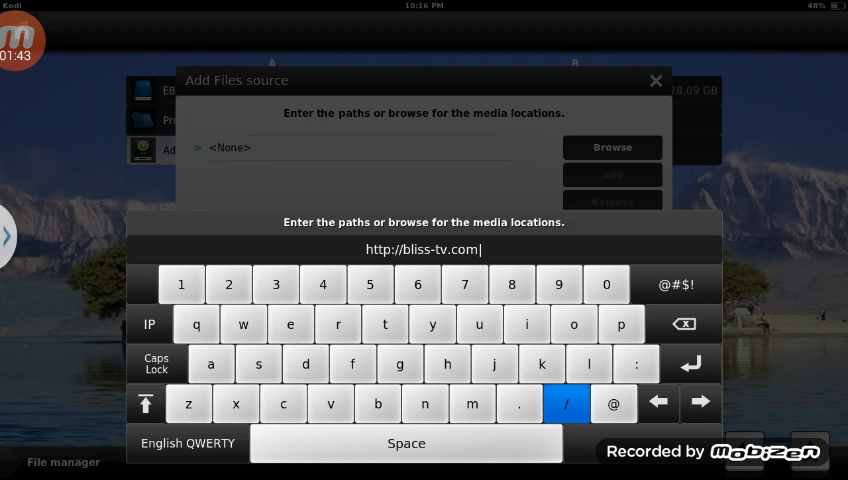 Kodi 10:16 PM 48%
01:43
A B
Add Files source
EB 28.09 GB
Enter the paths or browse for the media locations.
Pro
> <None> Browse
Ad
Add
Remove
Enter the paths or browse for the media locations.
http://bliss-tv.com|
1 2 3 4 5 6 7 8 9 0 @#$!
IP q w e r t y u i o p
Caps Lock a s d f g h j k l :
z x c v b n m . / @
English QWERTY Space
Recorded by mobizen
File manager